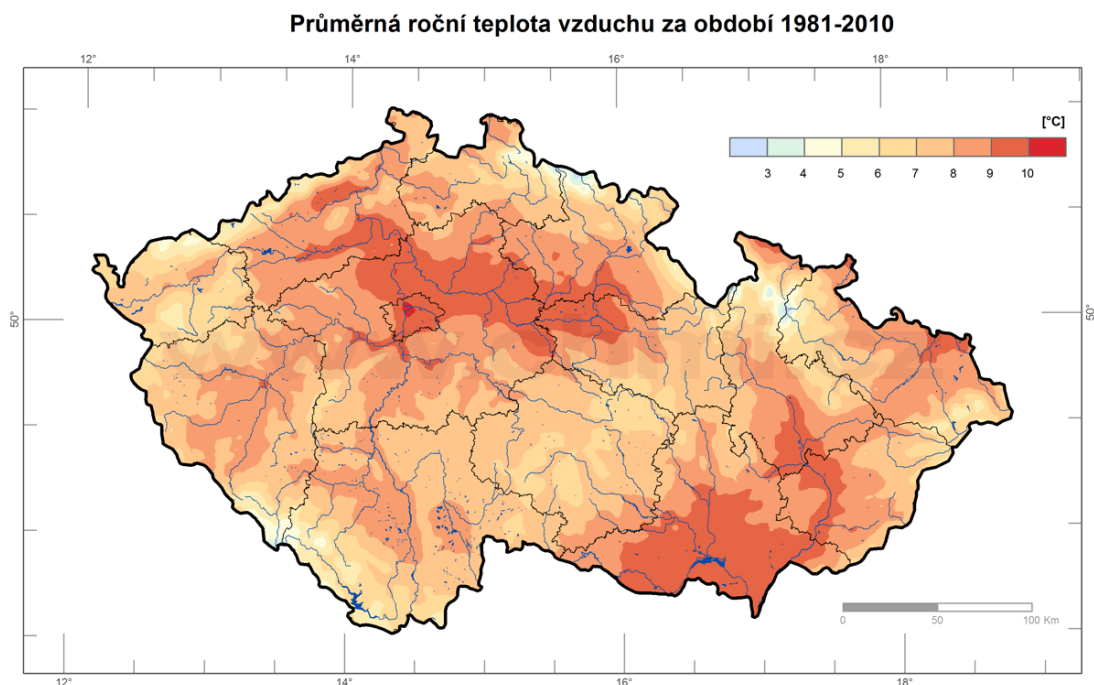 Průměrná roční teplota vzduchu za období 1981-2010
12° 14° 16° 18°
[°C]
3 4 5 6 7 8 9 10
50° 50°
0 50 100 Km
12° 14° 16° 18°